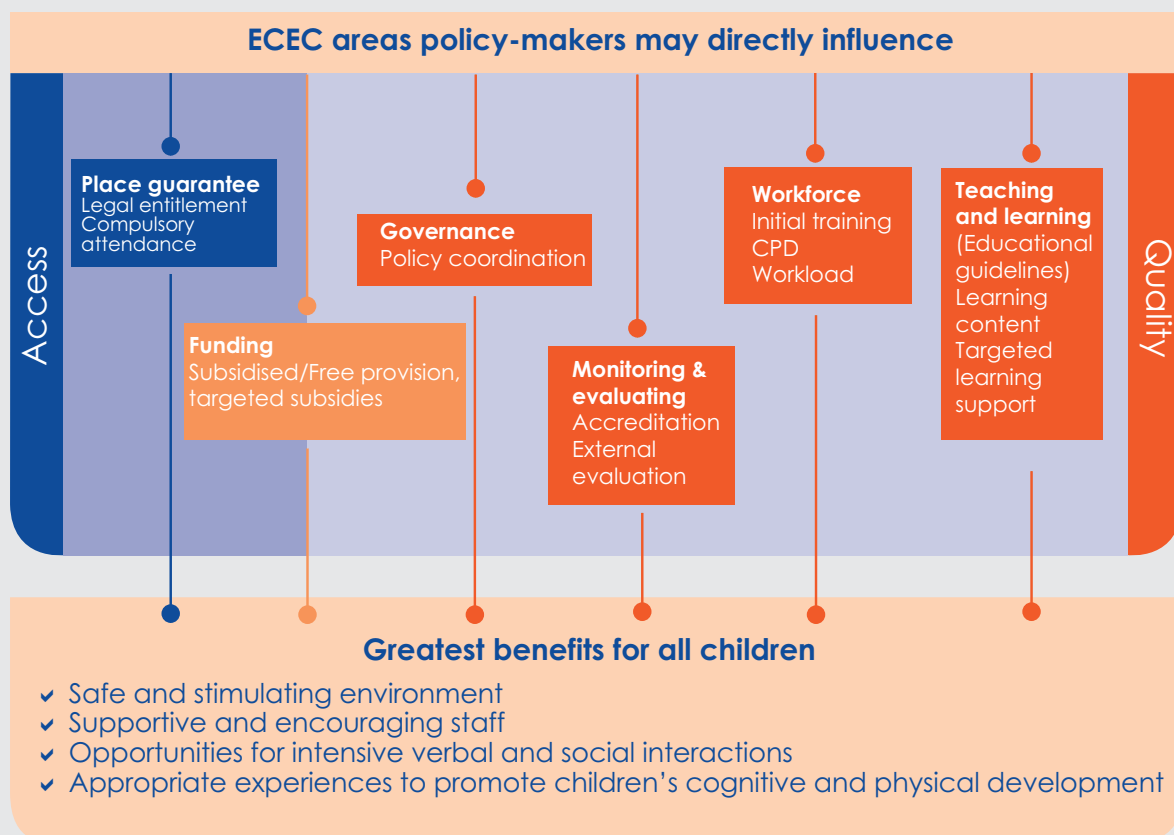 ECEC areas policy-makers may directly influence
Access
Place guarantee
Legal entitlement
Compulsory
attendance
Funding
Subsidised/Free provision,
targeted subsidies
Governance
Policy coordination
Monitoring &
evaluating
Accreditation
External
evaluation
Workforce
Initial training
CPD
Workload
Teaching
and learning
(Educational
guidelines)
Learning
content
Targeted
learning
support
Quality
Greatest benefits for all children
Safe and stimulating environment
Supportive and encouraging staff
Opportunities for intensive verbal and social interactions
Appropriate experiences to promote children’s cognitive and physical development